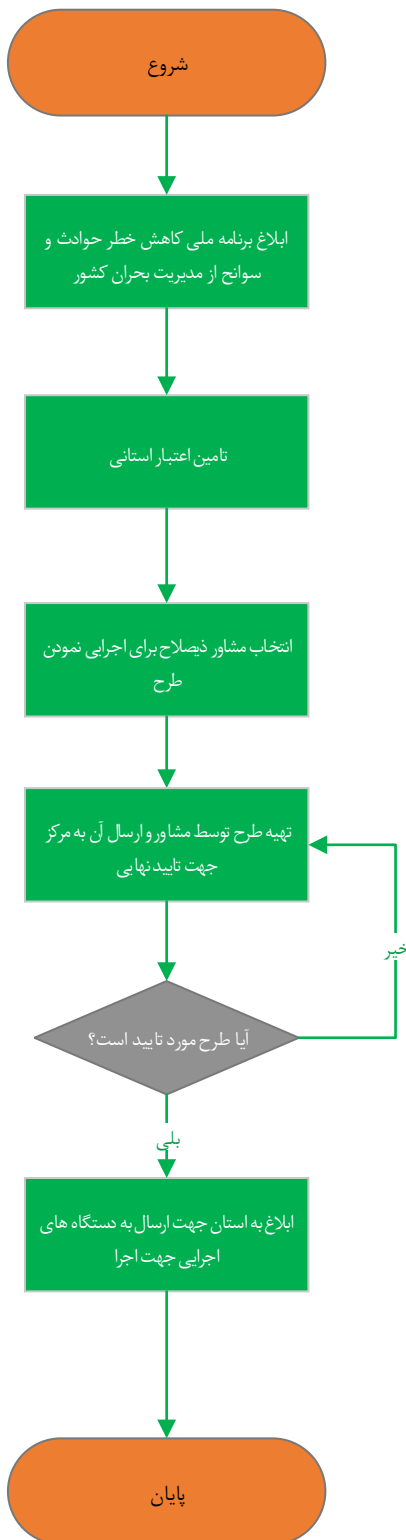 شروع
ابلاغ برنامه ملی کاهش خطر حوادث و
سوانح از مدیریت بحران کشور
تامین اعتبار استانی
انتخاب مشاور ذیصلاح برای اجرایی نمودن
طرح
تهیه طرح توسط مشاور و ارسال آن به مرکز
جهت تایید نهایی
خیر
آیا طرح مورد تایید است؟
بلی
ابلاغ به استان جهت ارسال به دستگاه های
اجرایی جهت اجرا
پایان